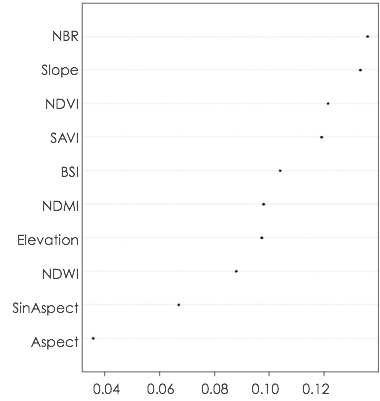 NBR
Slope
NDVI
SAVI
BSI
NDMI
Elevation
NDWI
SinAspect
Aspect
0.04 0.06 0.08 0.10 0.12